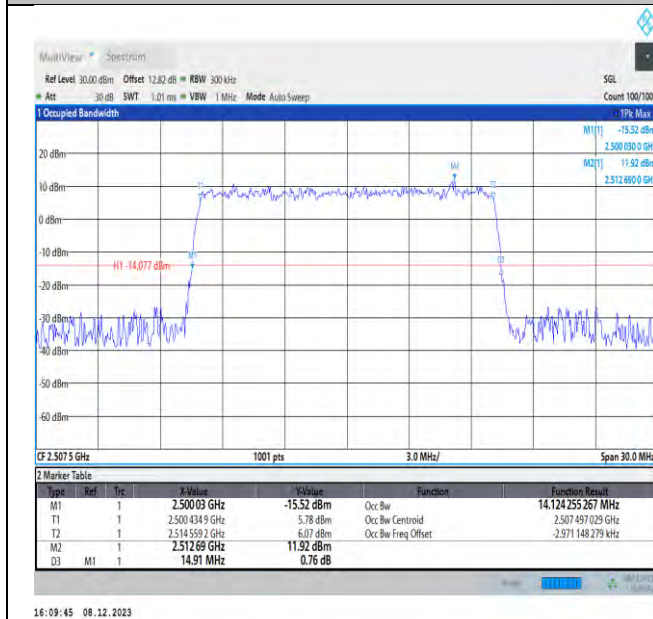 MultiView Spectrum
Ref Level 30.00 dBm Offset 12.82 dB RBW 300 kHz SGL
Att 30 dB SWT 1.01 ms VBW 1 MHz Mode Auto Sweep Count 100/100
1 Occupied Bandwidth 1Pk Max
M1[1] -15.52 dBm
2.500 030 0 GHz
M2[1] 11.92 dBm
2.512 690 0 GHz
20 dBm
M2
10 dBm T1 T2
0 dBm
-10 dBm M1
H1 -14.077 dBm D3
-20 dBm
-30 dBm
-40 dBm
-50 dBm
-60 dBm
CF 2.507 5 GHz 1001 pts 3.0 MHz/ Span 30.0 MHz
2 Marker Table
Type Ref Trc X-Value Y-Value Function Function Result
M1 1 2.500 03 GHz -15.52 dBm Occ Bw 14.124 255 267 MHz
T1 1 2.500 434 9 GHz 5.78 dBm Occ Bw Centroid 2.507 497 029 GHz
T2 1 2.514 559 2 GHz 6.07 dBm Occ Bw Freq Offset -2.971 148 279 kHz
M2 1 2.512 69 GHz 11.92 dBm
D3 M1 1 14.91 MHz 0.76 dB
16:09:45 08.12.2023